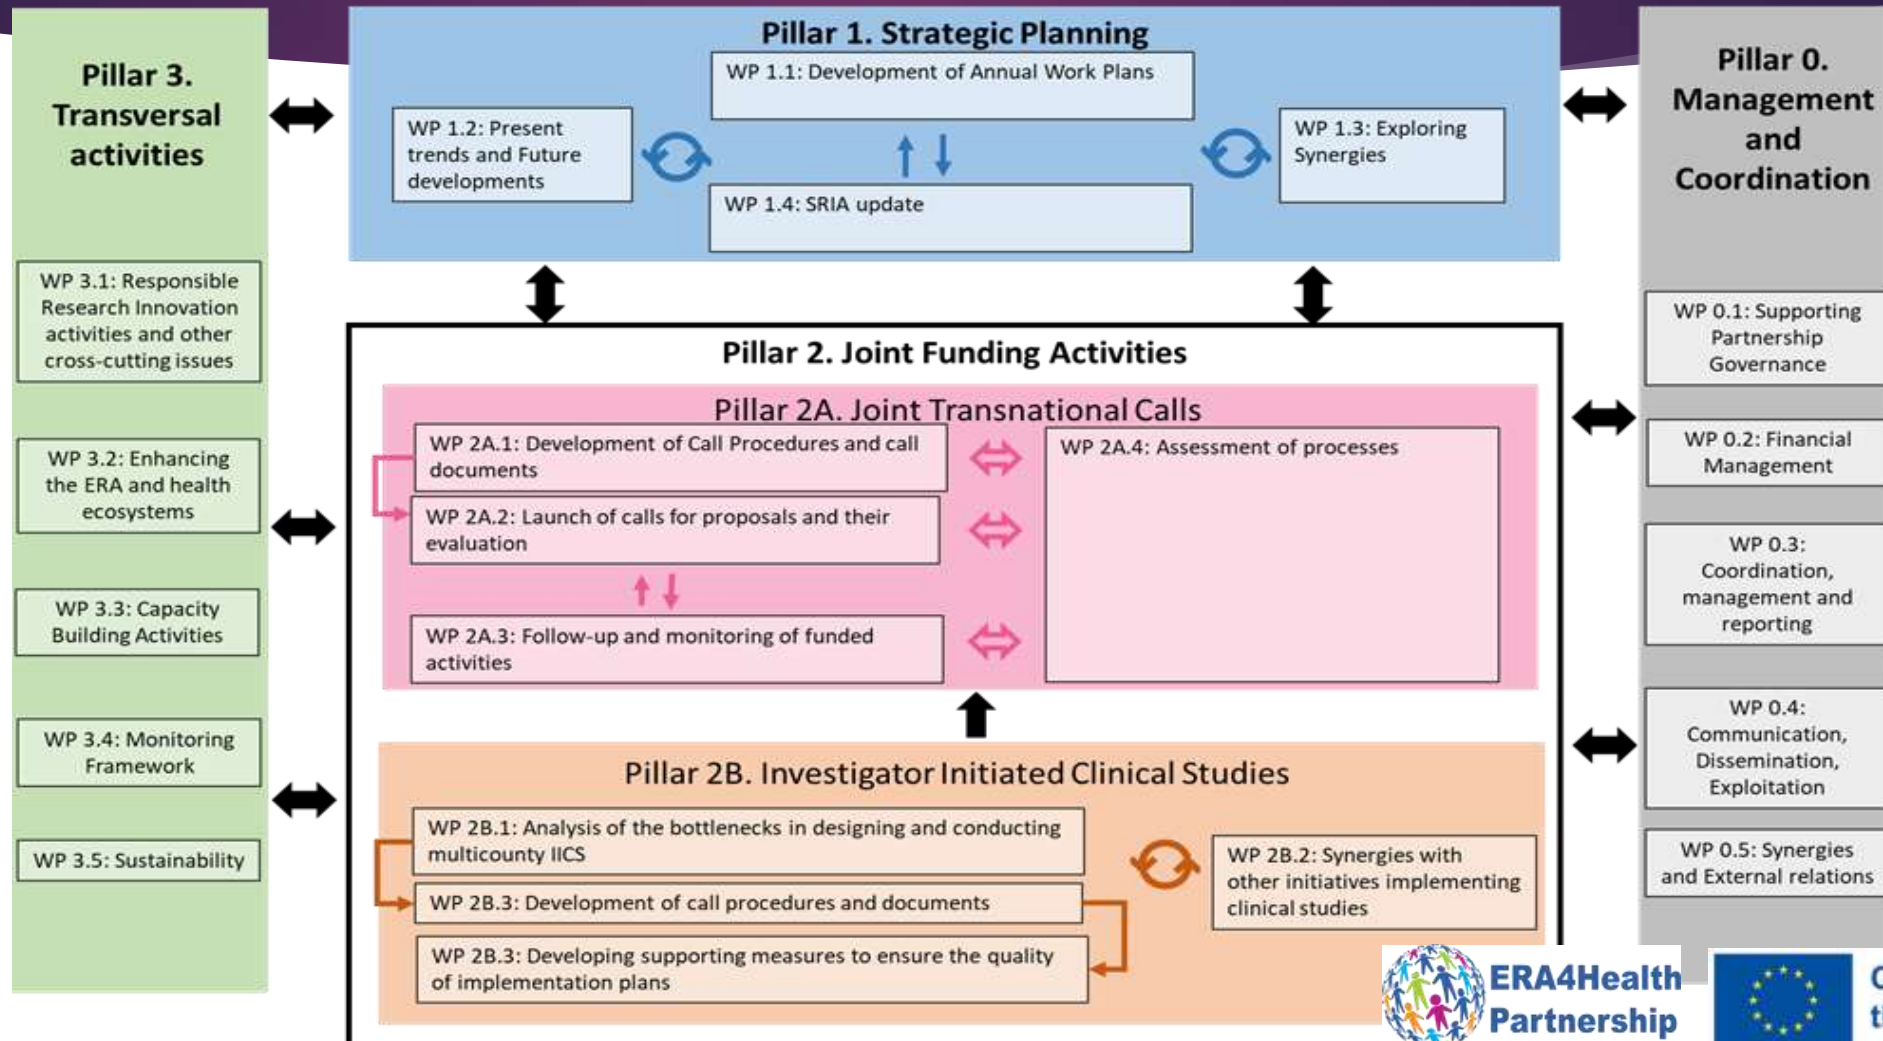 Pillar 3.
Transversal
activities
WP 3.1: Responsible
Research Innovation
activities and other
cross-cutting issues
WP 3.2: Enhancing
the ERA and health
ecosystems
WP 3.3: Capacity
Building Activities
WP 3.4: Monitoring
Framework
WP 3.5: Sustainability
Pillar 1. Strategic Planning
WP 1.1: Development of Annual Work Plans
WP 1.2: Present
trends and Future
developments
WP 1.3: Exploring
Synergies
WP 1.4: SRIA update
Pillar 2. Joint Funding Activities
Pillar 2A. Joint Transnational Calls
WP 2A.1: Development of Call Procedures and call
documents
WP 2A.2: Launch of calls for proposals and their
evaluation
WP 2A.3: Follow-up and monitoring of funded
activities
WP 2A.4: Assessment of processes
Pillar 2B. Investigator Initiated Clinical Studies
WP 2B.1: Analysis of the bottlenecks in designing and conducting
multicounty IICS
WP 2B.3: Development of call procedures and documents
WP 2B.3: Developing supporting measures to ensure the quality
of implementation plans
WP 2B.2: Synergies with
other initiatives implementing
clinical studies
Pillar 0.
Management
and
Coordination
WP 0.1: Supporting
Partnership
Governance
WP 0.2: Financial
Management
WP 0.3:
Coordination,
management and
reporting
WP 0.4:
Communication,
Dissemination,
Exploitation
WP 0.5: Synergies
and External relations
ERA4Health
Partnership